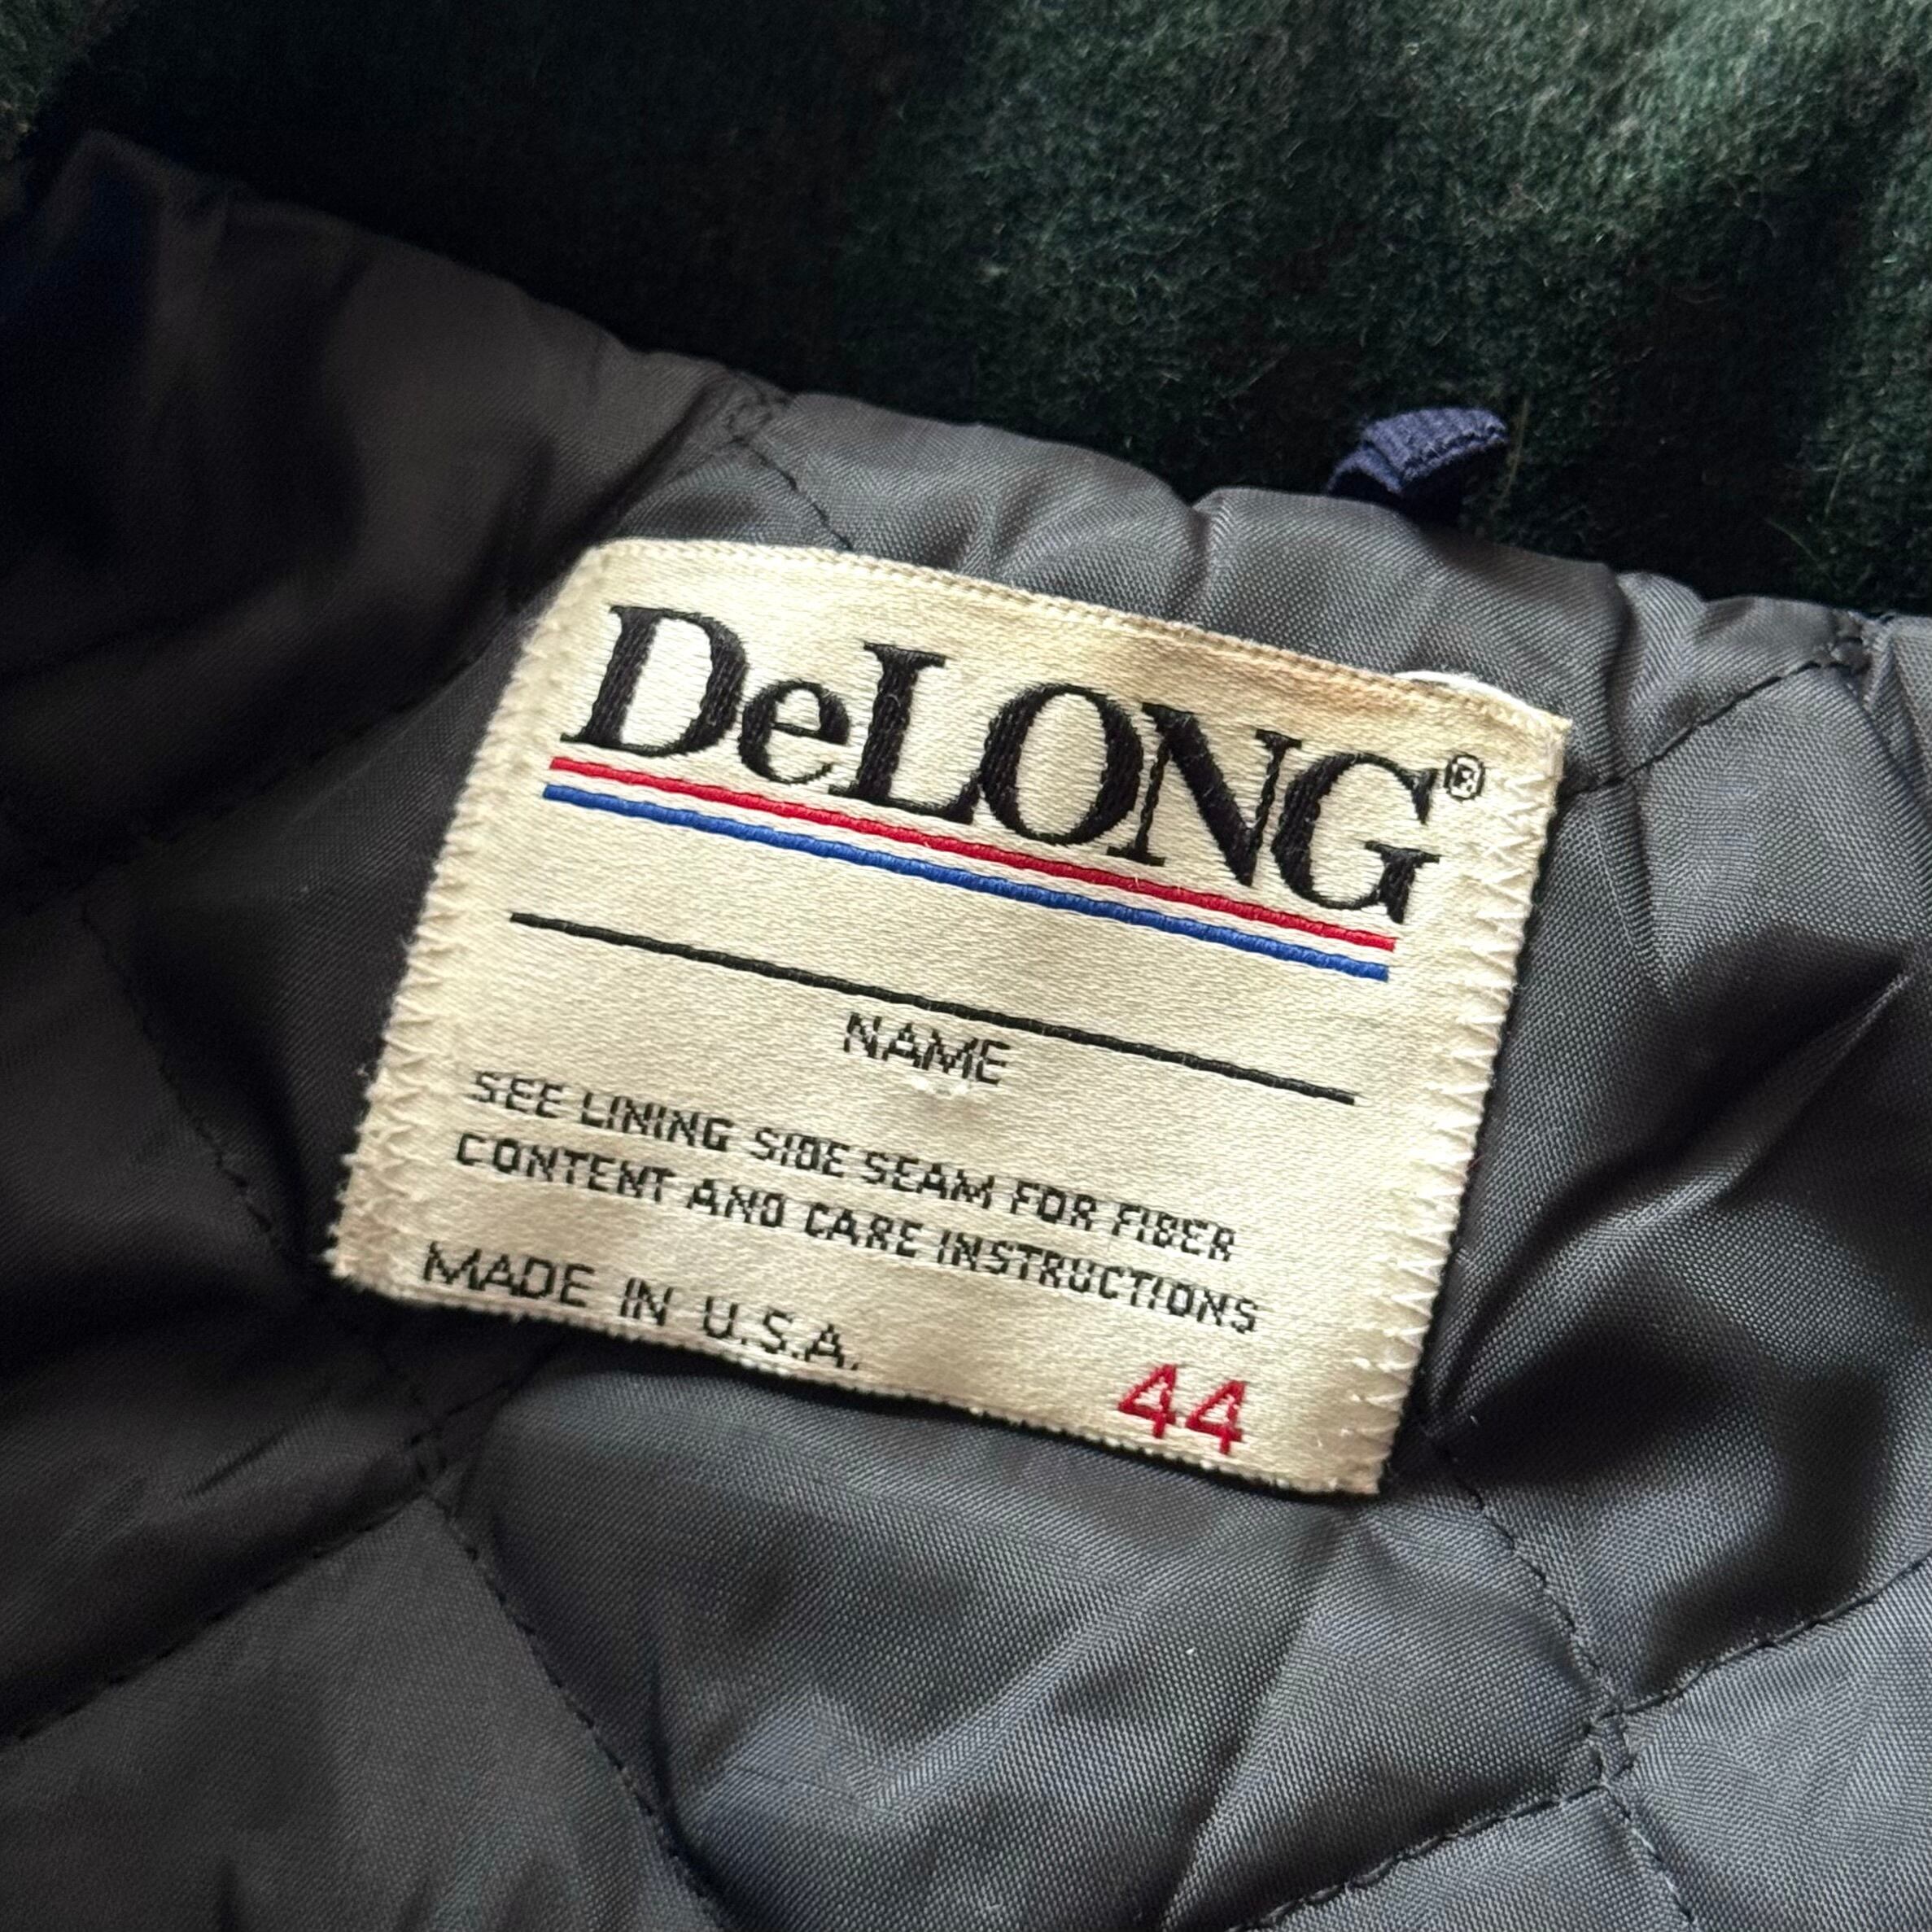 DeLONG®
NAME
SEE LINING SIDE SEAM FOR FIBER
CONTENT AND CARE INSTRUCTIONS
MADE IN U.S.A.
44